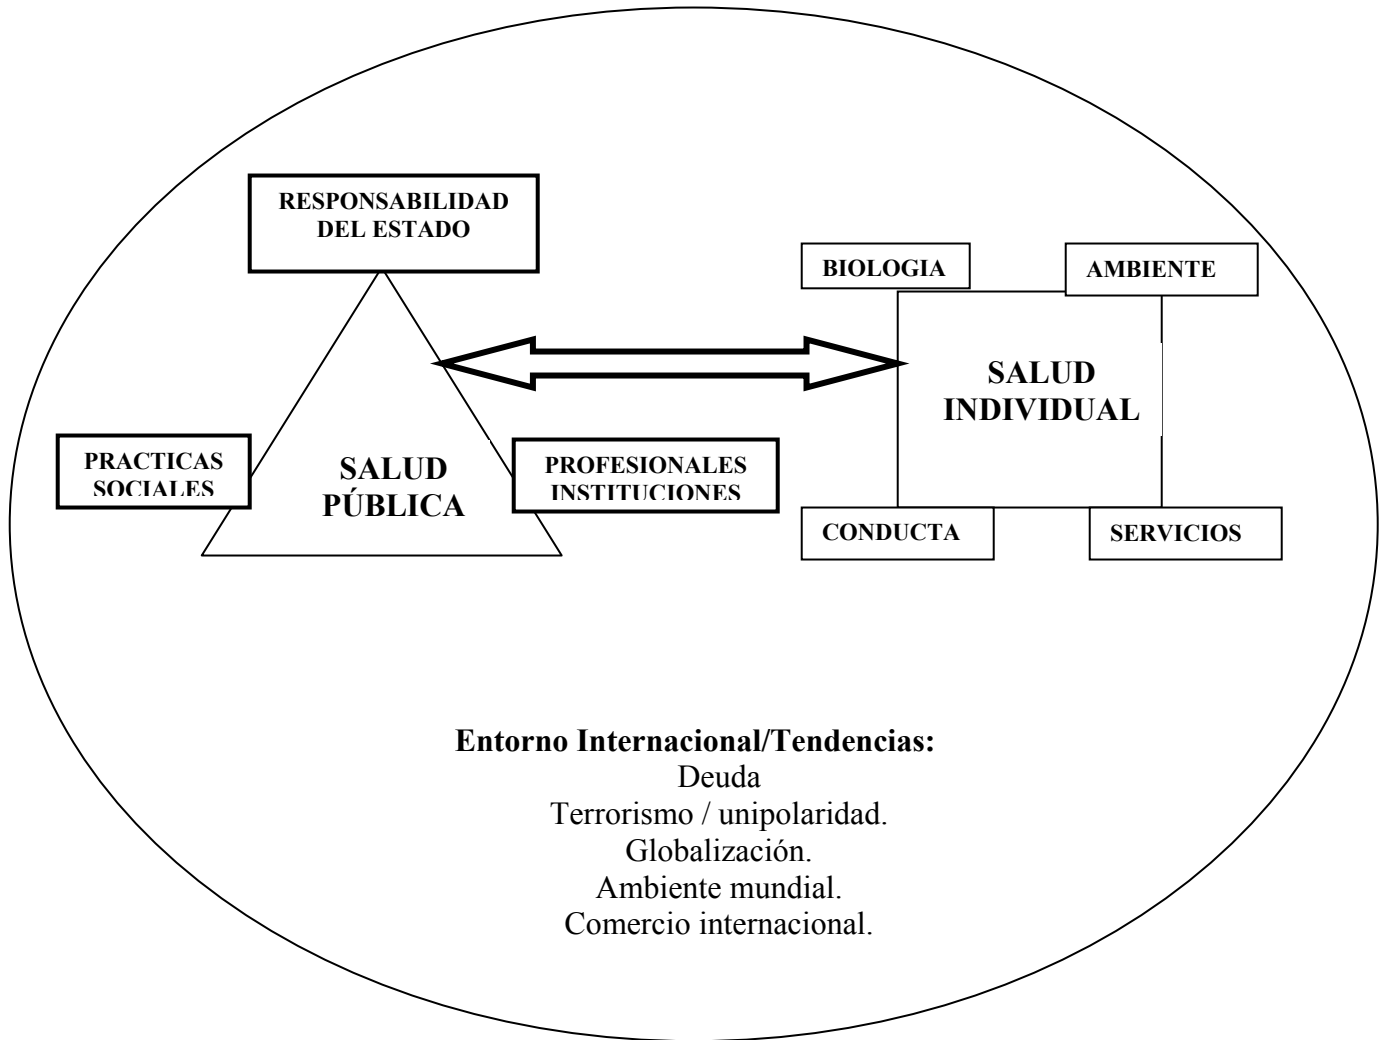 RESPONSABILIDAD
DEL ESTADO
BIOLOGIA
AMBIENTE
SALUD
INDIVIDUAL
PRACTICAS
SOCIALES
SALUD
PÚBLICA
PROFESIONALES
INSTITUCIONES
CONDUCTA
SERVICIOS
Entorno Internacional/Tendencias:
Deuda
Terrorismo / unipolaridad.
Globalización.
Ambiente mundial.
Comercio internacional.